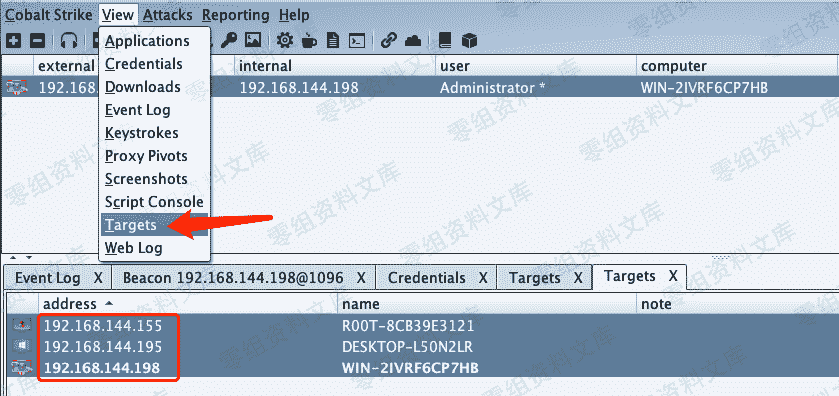 Cobalt Strike View Attacks Reporting Help
external internal user computer
192.168. 192.168.144.198 Administrator * WIN-2IVRF6CP7HB
Applications
Credentials
Downloads
Event Log
Keystrokes
Proxy Pivots
Screenshots
Script Console
Targets
Web Log
Event Log X Beacon 192.168.144.198@1096 X Credentials X Targets X Targets X
address name note
192.168.144.155 R00T-8CB39E3121
192.168.144.195 DESKTOP-L50N2LR
192.168.144.198 WIN-2IVRF6CP7HB
零组资料文库